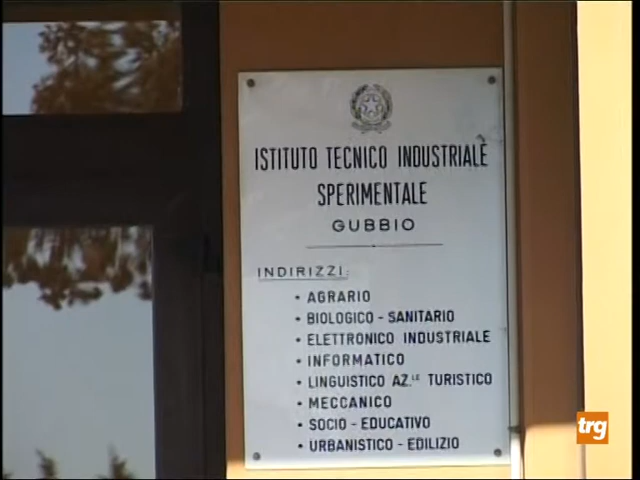 ISTITUTO TECNICO INDUSTRIALE
SPERIMENTALE
GUBBIO
INDIRIZZI:
• AGRARIO
• BIOLOGICO - SANITARIO
• ELETTRONICO INDUSTRIALE
• INFORMATICO
• LINGUISTICO AZ.LE TURISTICO
• MECCANICO
• SOCIO - EDUCATIVO
• URBANISTICO - EDILIZIO
trg